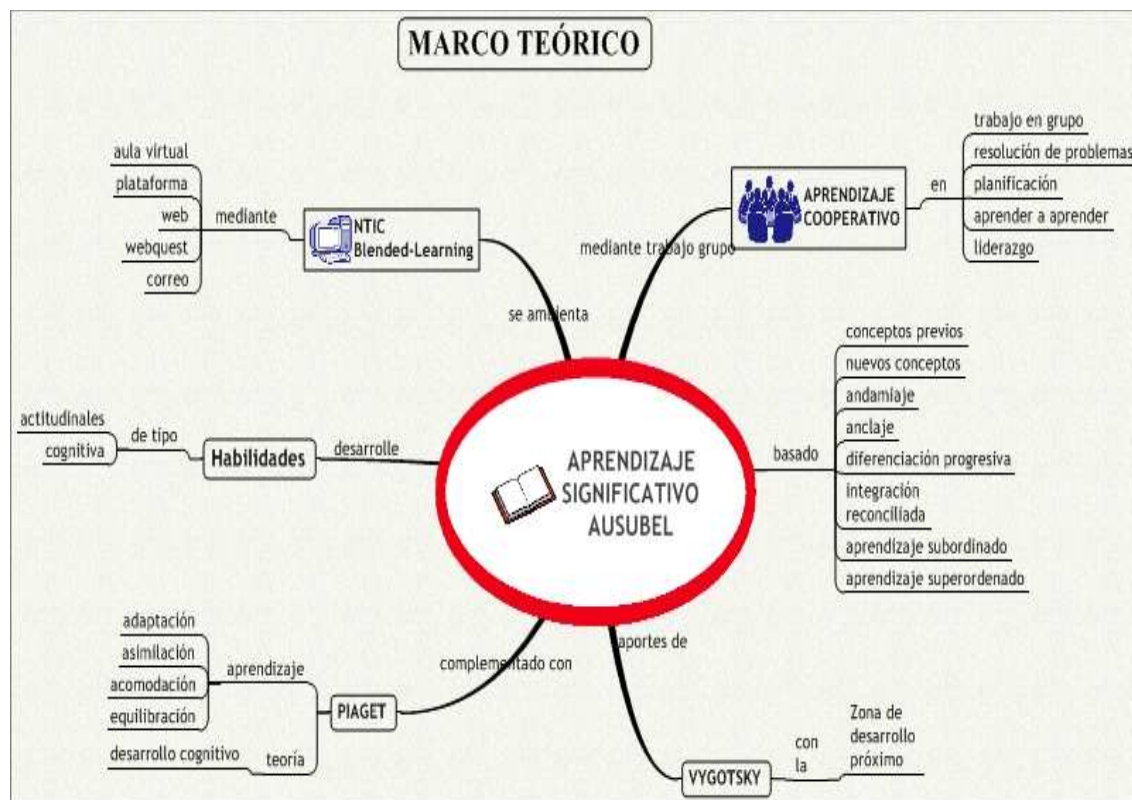 MARCO TEÓRICO
aula virtual
plataforma
web
webquest
correo
mediante
NTIC
Blended-Learning
se ambienta
mediante trabajo grupo
APRENDIZAJE
COOPERATIVO
en
trabajo en grupo
resolución de problemas
planificación
aprender a aprender
liderazgo
actitudinales
cognitiva
de tipo
Habilidades
desarrolle
APRENDIZAJE
SIGNIFICATIVO
AUSUBEL
basado
conceptos previos
nuevos conceptos
andamiaje
anclaje
diferenciación progresiva
integración
reconciliada
aprendizaje subordinado
aprendizaje superordenado
adaptación
asimilación
acomodación
equilibración
aprendizaje
desarrollo cognitivo
teoría
PIAGET
complementado con
aportes de
VYGOTSKY
con
la
Zona de
desarrollo
próximo